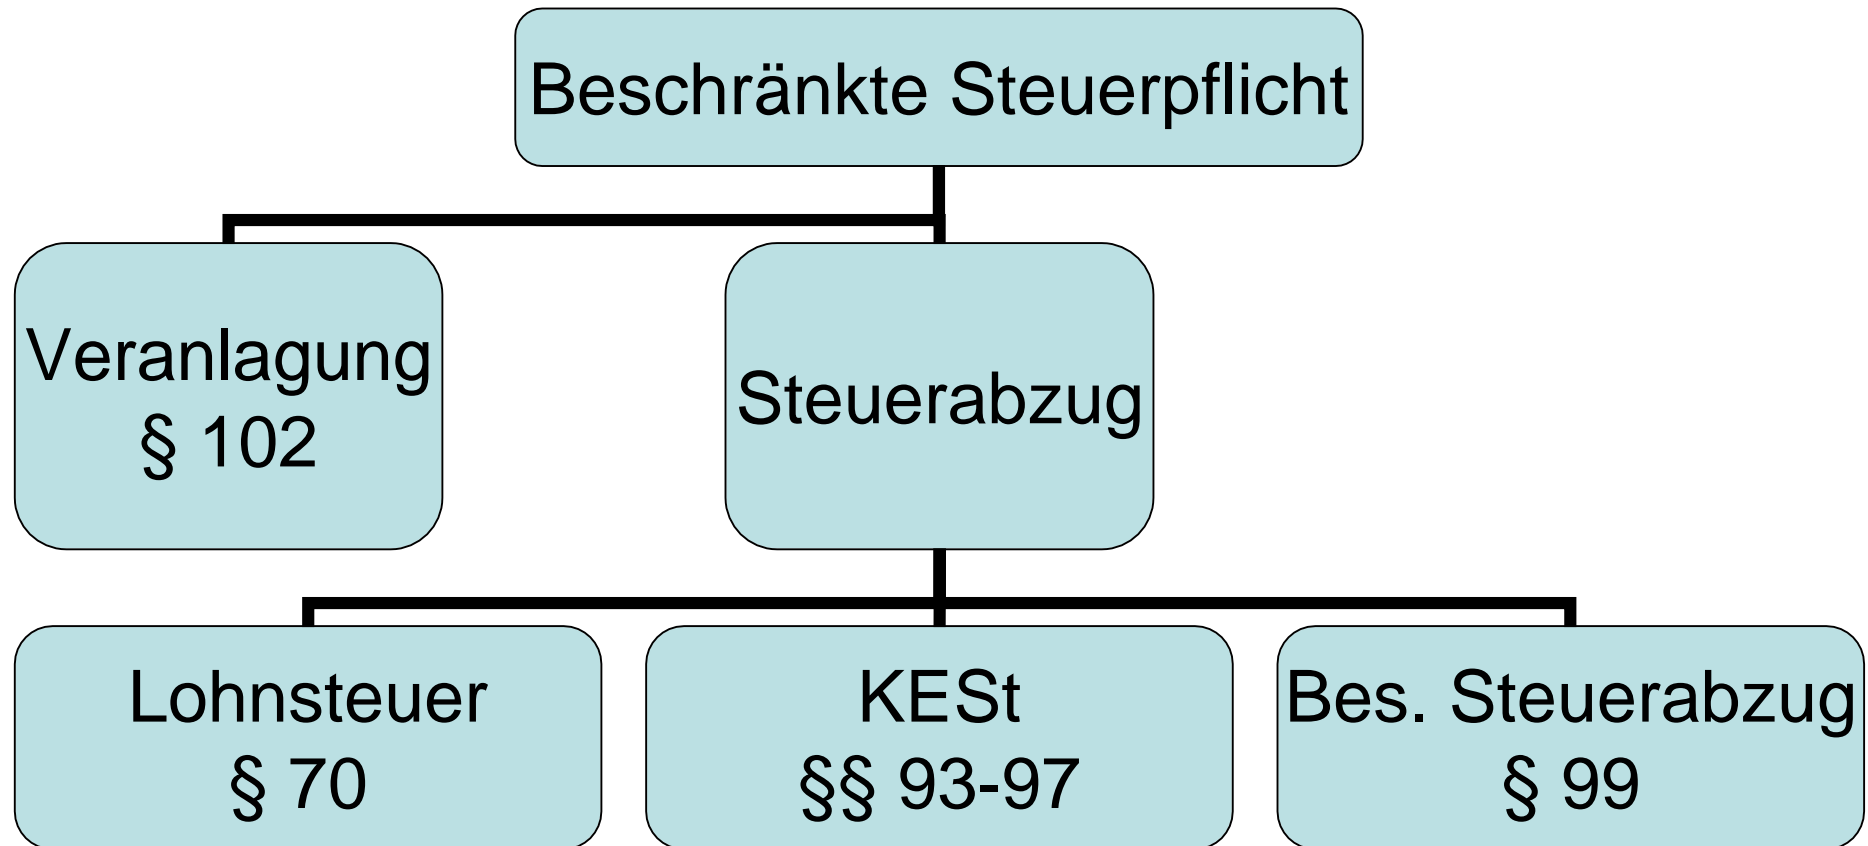 Beschränkte Steuerpflicht
Veranlagung
§ 102
Steuerabzug
Lohnsteuer
§ 70
KESt
§§ 93-97
Bes. Steuerabzug
§ 99